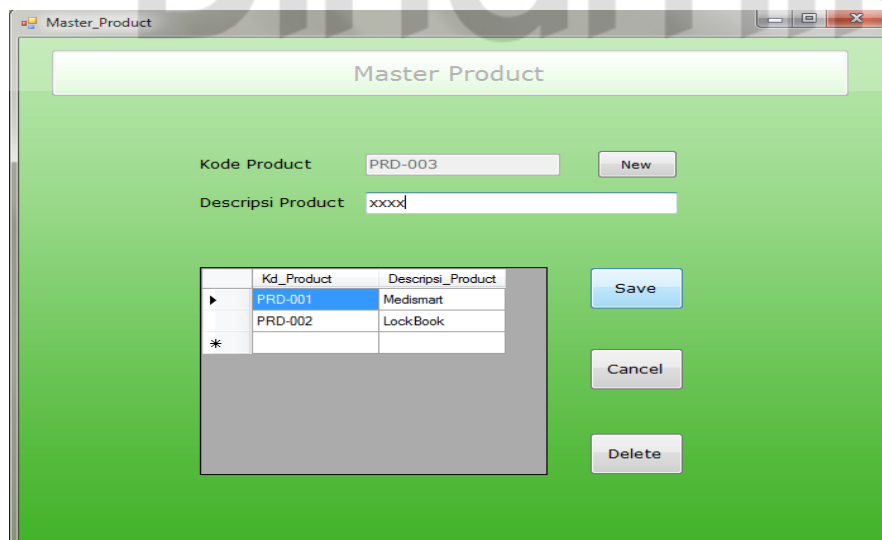 Master_Product
Master Product
Kode Product PRD-003 New
Descripsi Product xxxx
Kd_Product Descripsi_Product
PRD-001 Medismart
PRD-002 LockBook
Save
Cancel
Delete